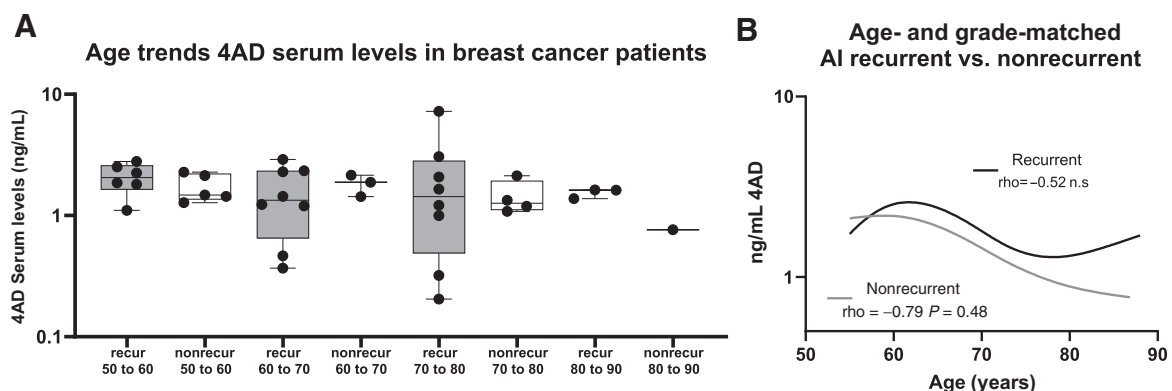 A
Age trends 4AD serum levels in breast cancer patients
4AD Serum levels (ng/mL)
10
1
0.1
recur
50 to 60
nonrecur
50 to 60
recur
60 to 70
nonrecur
60 to 70
recur
70 to 80
nonrecur
70 to 80
recur
80 to 90
nonrecur
80 to 90
B
Age- and grade-matched
AI recurrent vs. nonrecurrent
ng/mL 4AD
10
1
Recurrent
rho= −0.52 n.s
Nonrecurrent
rho = −0.79 P = 0.48
50 60 70 80 90
Age (years)